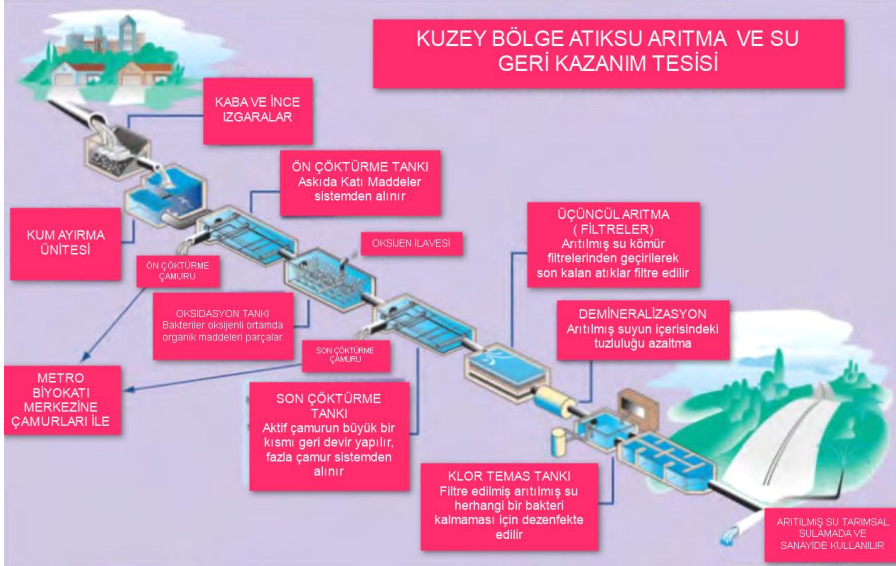 KUZEY BÖLGE ATIKSU ARITMA VE SU
GERİ KAZANIM TESİSİ
KABA VE İNCE
IZGARALAR
ÖN ÇÖKTÜRME TANKI
Askıda Katı Maddeler
sistemden alınır
KUM AYIRMA
ÜNİTESİ
ÖN ÇÖKTÜRME
ÇAMURU
OKSİJEN İLAVESİ
ÜÇÜNCÜL ARITMA
( FİLTRELER)
Arıtılmış su kömür
filtrelerinden geçirilerek
son kalan atıklar filtre edilir
OKSIDASYON TANKI
Bakteriler oksijenli ortamda
organik maddeleri parçalar
DEMİNERALİZASYON
Arıtılmış suyun içerisindeki
tuzluluğu azaltma
SON ÇÖKTÜRME
ÇAMURU
METRO
BİYOKATI
MERKEZİNE
ÇAMURLARI İLE
SON ÇÖKTÜRME
TANKI
Aktif çamurun büyük bir
kısmı geri devir yapılır,
fazla çamur sistemden
alınır
KLOR TEMAS TANKI
Filtre edilmiş arıtılmış su
herhangi bir bakteri
kalmaması için dezenfekte
edilir
ARITILMIŞ SU TARIMSAL
SULAMADA VE
SANAYİDE KULLANILIR